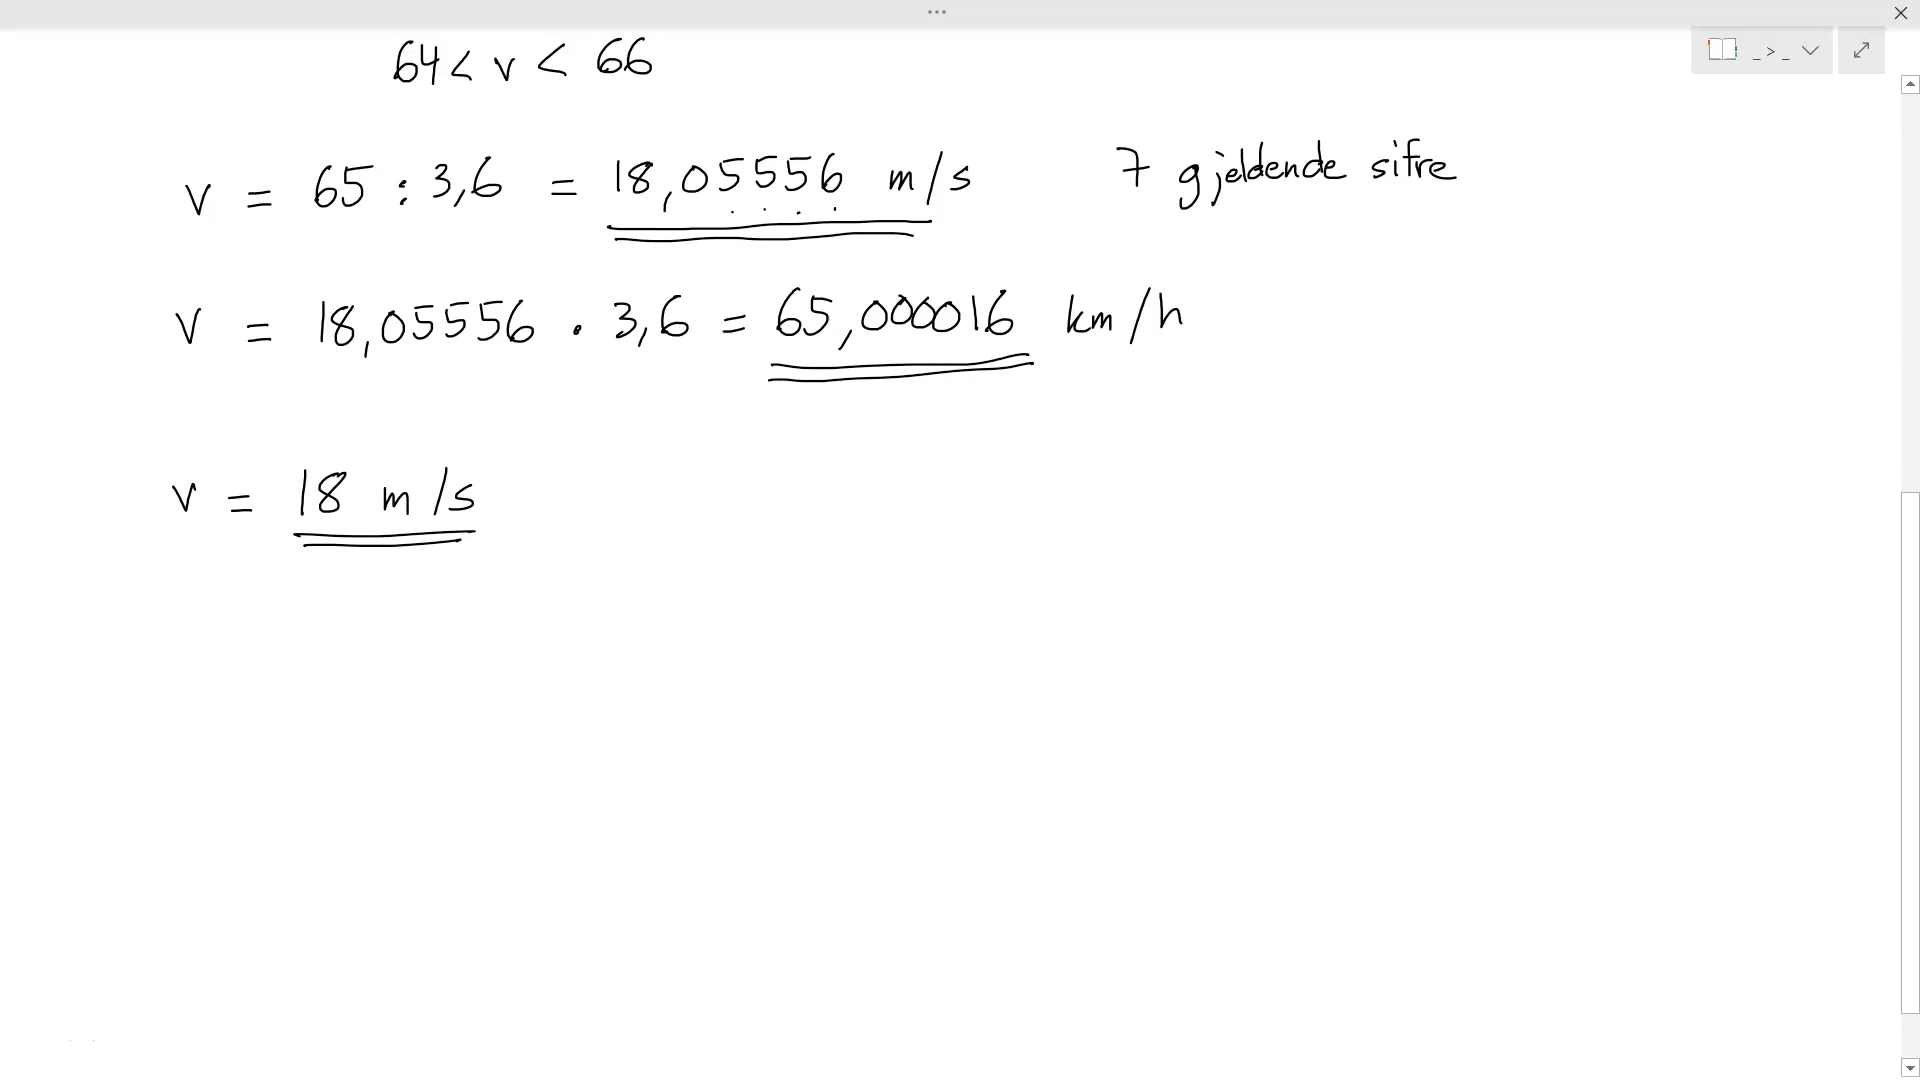 64 < v < 66
v = 65 : 3,6 = 18,05556 m/s 7 gjeldende sifre
v = 18,05556 · 3,6 = 65,000016 km/h
v = 18 m/s